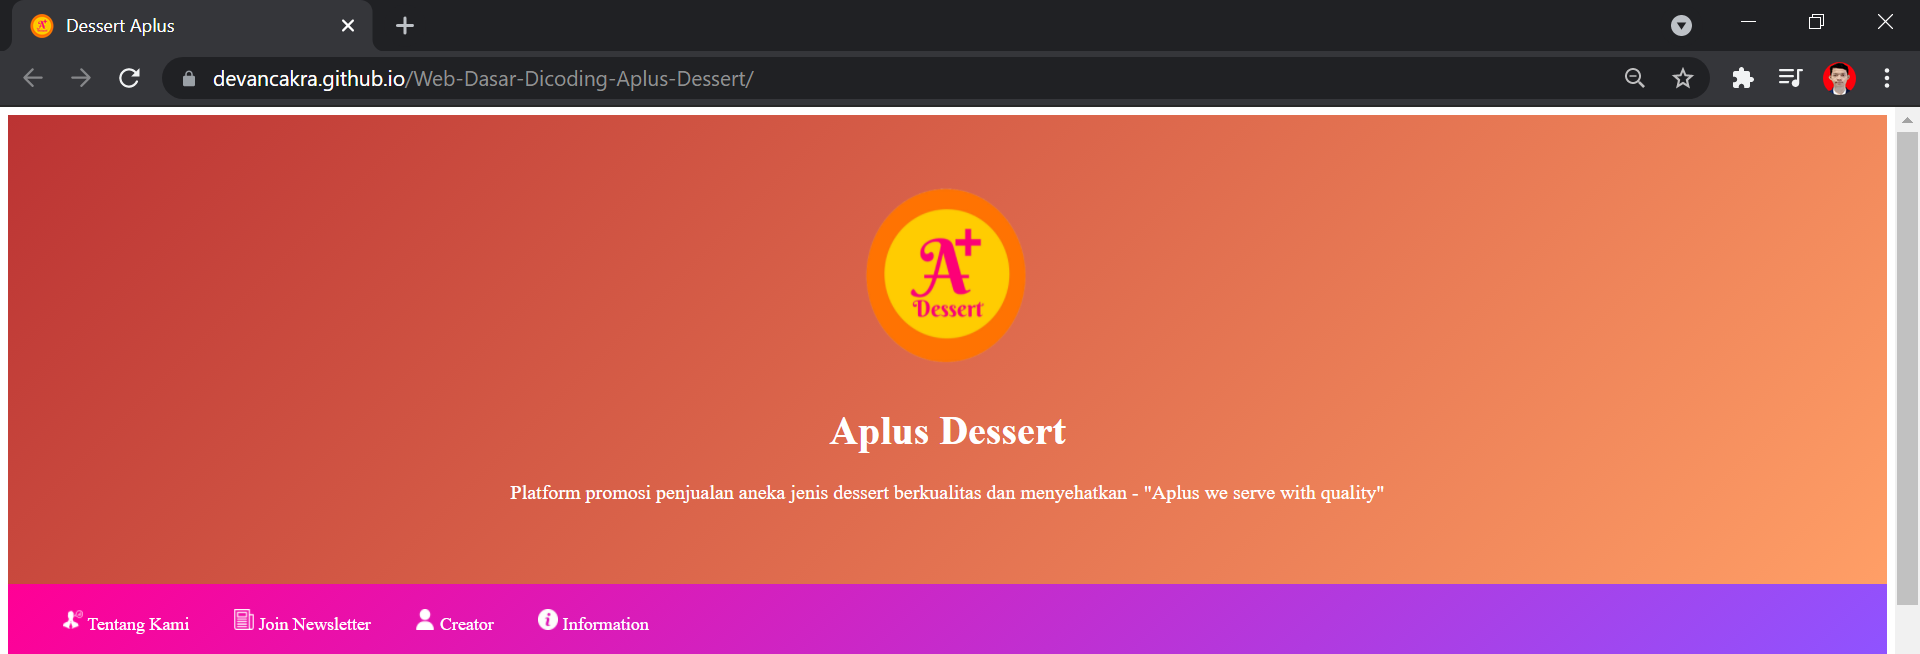 Dessert Aplus
devancakra.github.io/Web-Dasar-Dicoding-Aplus-Dessert/
A+
Dessert
Aplus Dessert
Platform promosi penjualan aneka jenis dessert berkualitas dan menyehatkan - "Aplus we serve with quality"
Tentang Kami Join Newsletter Creator Information